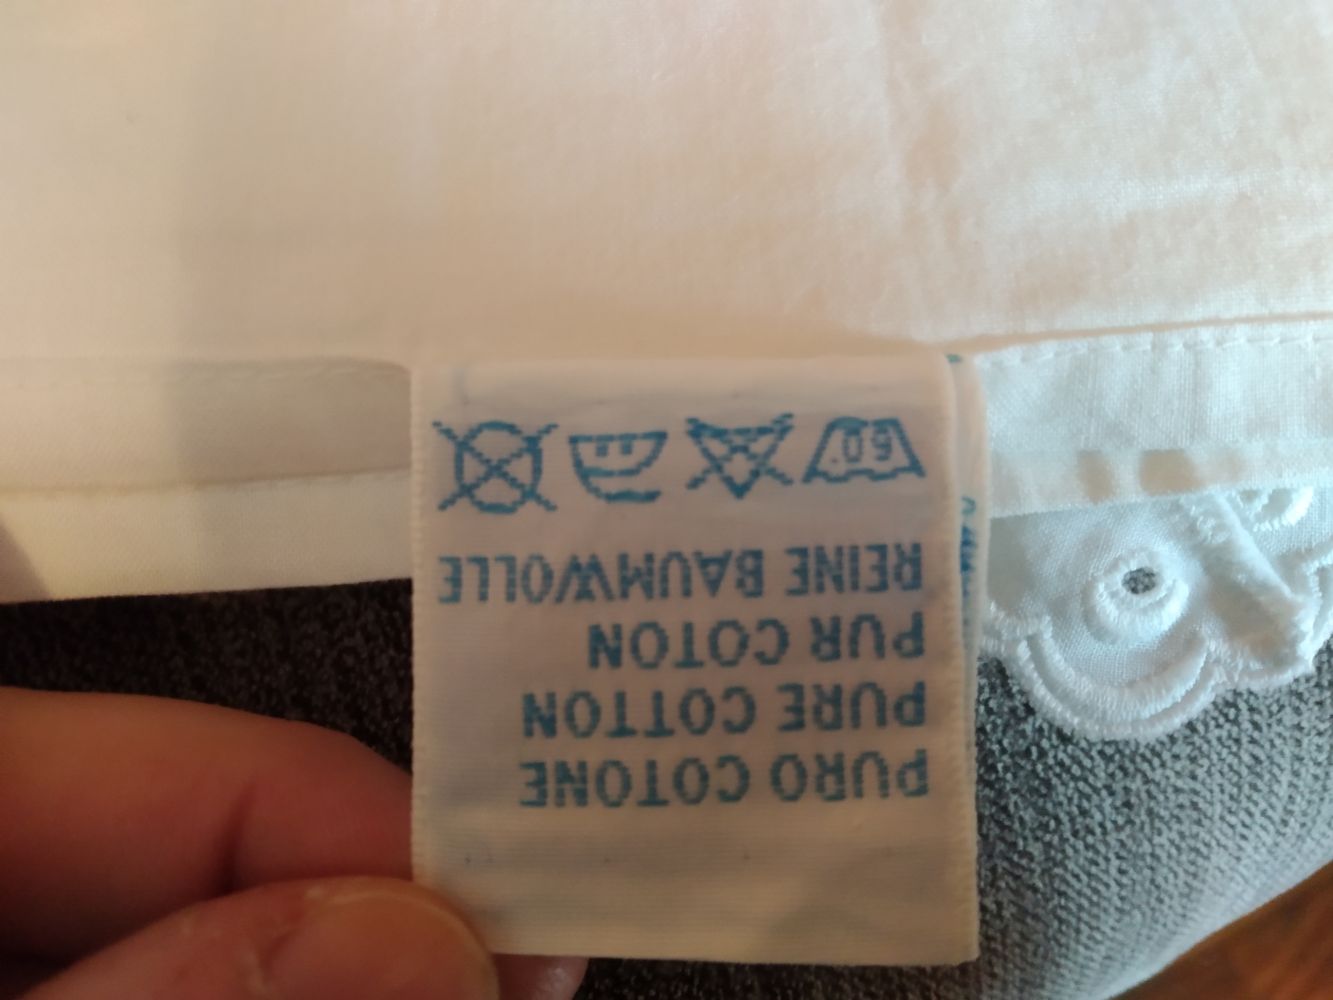 PURO COTONE
PURE COTTON
PUR COTON
REINE BAUMWOLLE
60